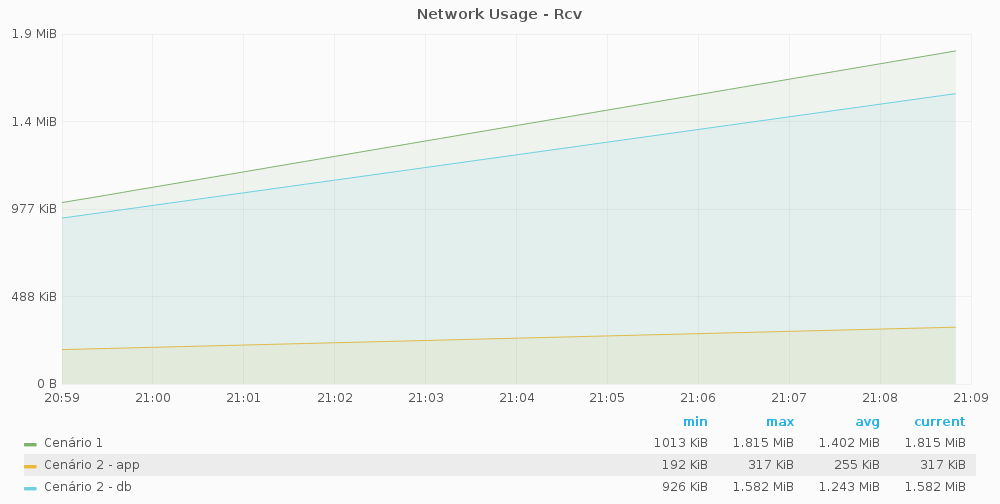 Network Usage - Rcv
1.9 MiB
1.4 MiB
977 KiB
488 KiB
0 B
20:59 21:00 21:01 21:02 21:03 21:04 21:05 21:06 21:07 21:08 21:09
min max avg current
Cenário 1 1013 KiB 1.815 MiB 1.402 MiB 1.815 MiB
Cenário 2 - app 192 KiB 317 KiB 255 KiB 317 KiB
Cenário 2 - db 926 KiB 1.582 MiB 1.243 MiB 1.582 MiB